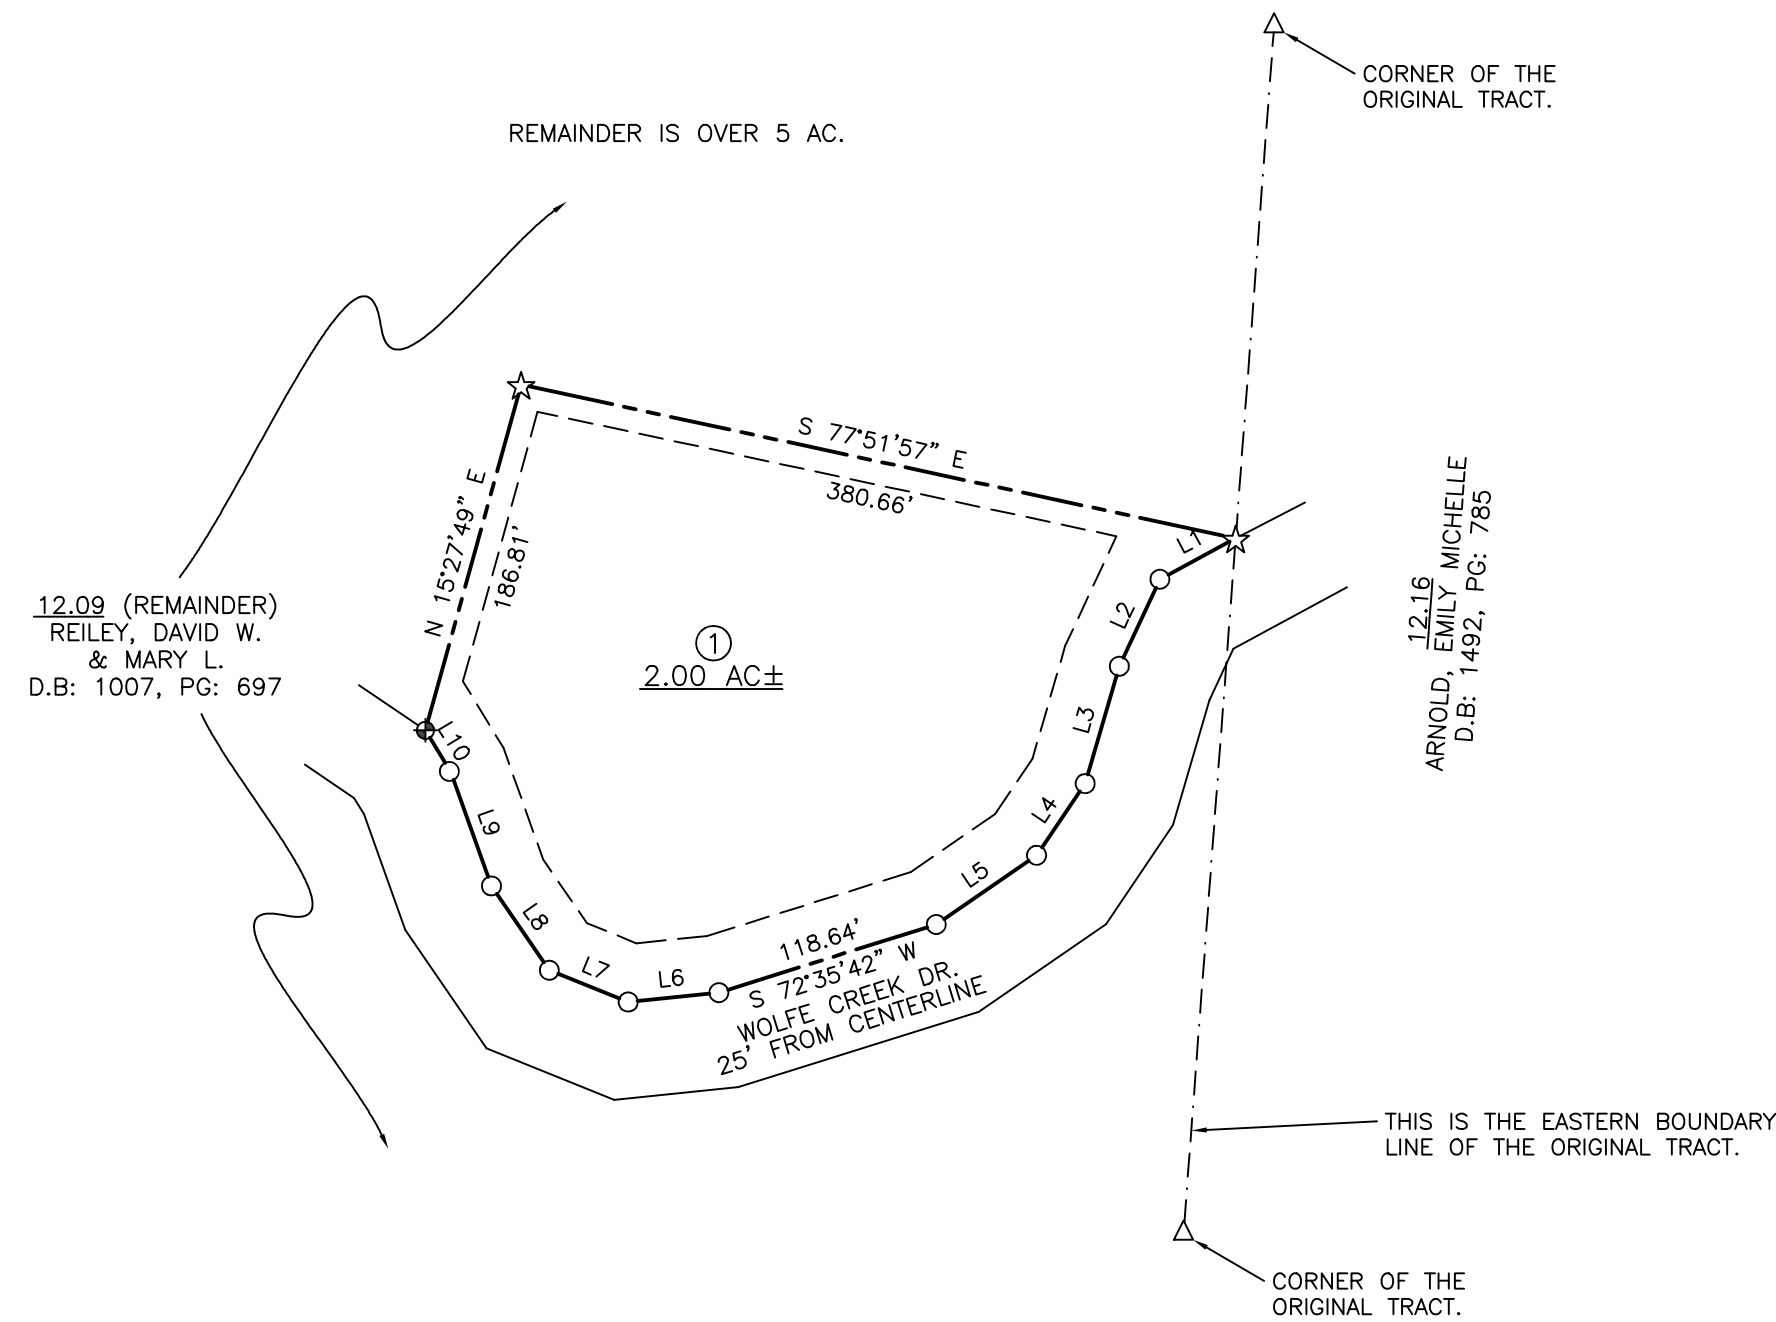 CORNER OF THE
ORIGINAL TRACT.
REMAINDER IS OVER 5 AC.
S 77°51'57" E
380.66'
N 15°27'49" E
186.81'
L1
L2
L3
L4
L5
118.64'
S 72°35'42" W
WOLFE CREEK DR.
25' FROM CENTERLINE
L6
L7
L8
L9
L10
1
2.00 AC±
12.09 (REMAINDER)
REILEY, DAVID W.
& MARY L.
D.B: 1007, PG: 697
12.16
ARNOLD, EMILY MICHELLE
D.B: 1492, PG: 785
THIS IS THE EASTERN BOUNDARY
LINE OF THE ORIGINAL TRACT.
CORNER OF THE
ORIGINAL TRACT.